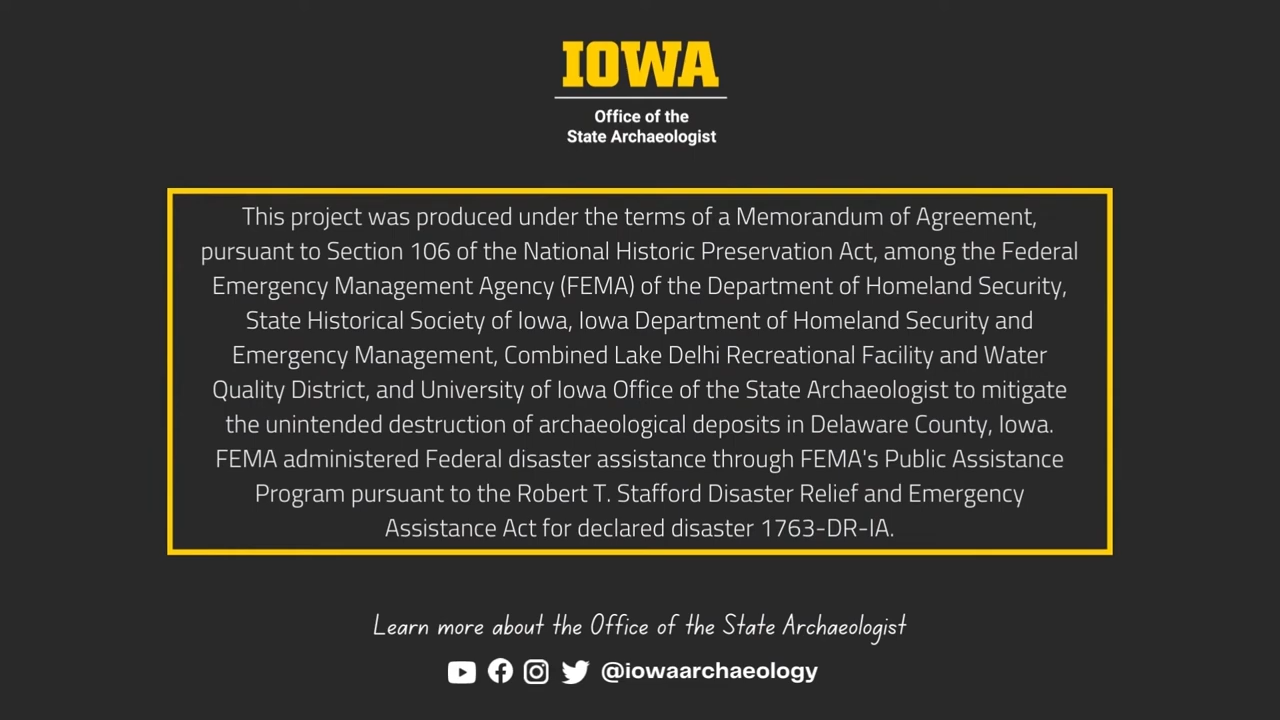 IOWA
Office of the
State Archaeologist
This project was produced under the terms of a Memorandum of Agreement,
pursuant to Section 106 of the National Historic Preservation Act, among the Federal
Emergency Management Agency (FEMA) of the Department of Homeland Security,
State Historical Society of Iowa, Iowa Department of Homeland Security and
Emergency Management, Combined Lake Delhi Recreational Facility and Water
Quality District, and University of Iowa Office of the State Archaeologist to mitigate
the unintended destruction of archaeological deposits in Delaware County, Iowa.
FEMA administered Federal disaster assistance through FEMA's Public Assistance
Program pursuant to the Robert T. Stafford Disaster Relief and Emergency
Assistance Act for declared disaster 1763-DR-IA.
Learn more about the Office of the State Archaeologist
@iowaarchaeology